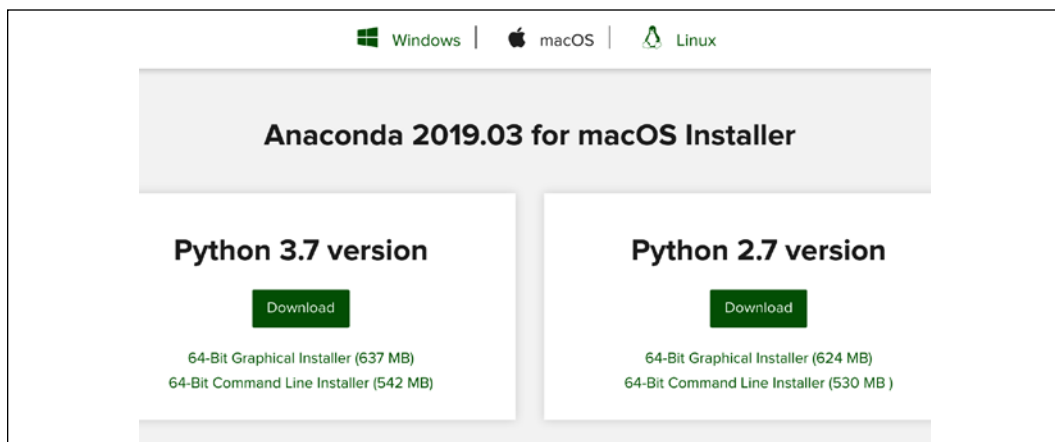 Windows | macOS | Linux
Anaconda 2019.03 for macOS Installer
Python 3.7 version
Download
64-Bit Graphical Installer (637 MB)
64-Bit Command Line Installer (542 MB)
Python 2.7 version
Download
64-Bit Graphical Installer (624 MB)
64-Bit Command Line Installer (530 MB )